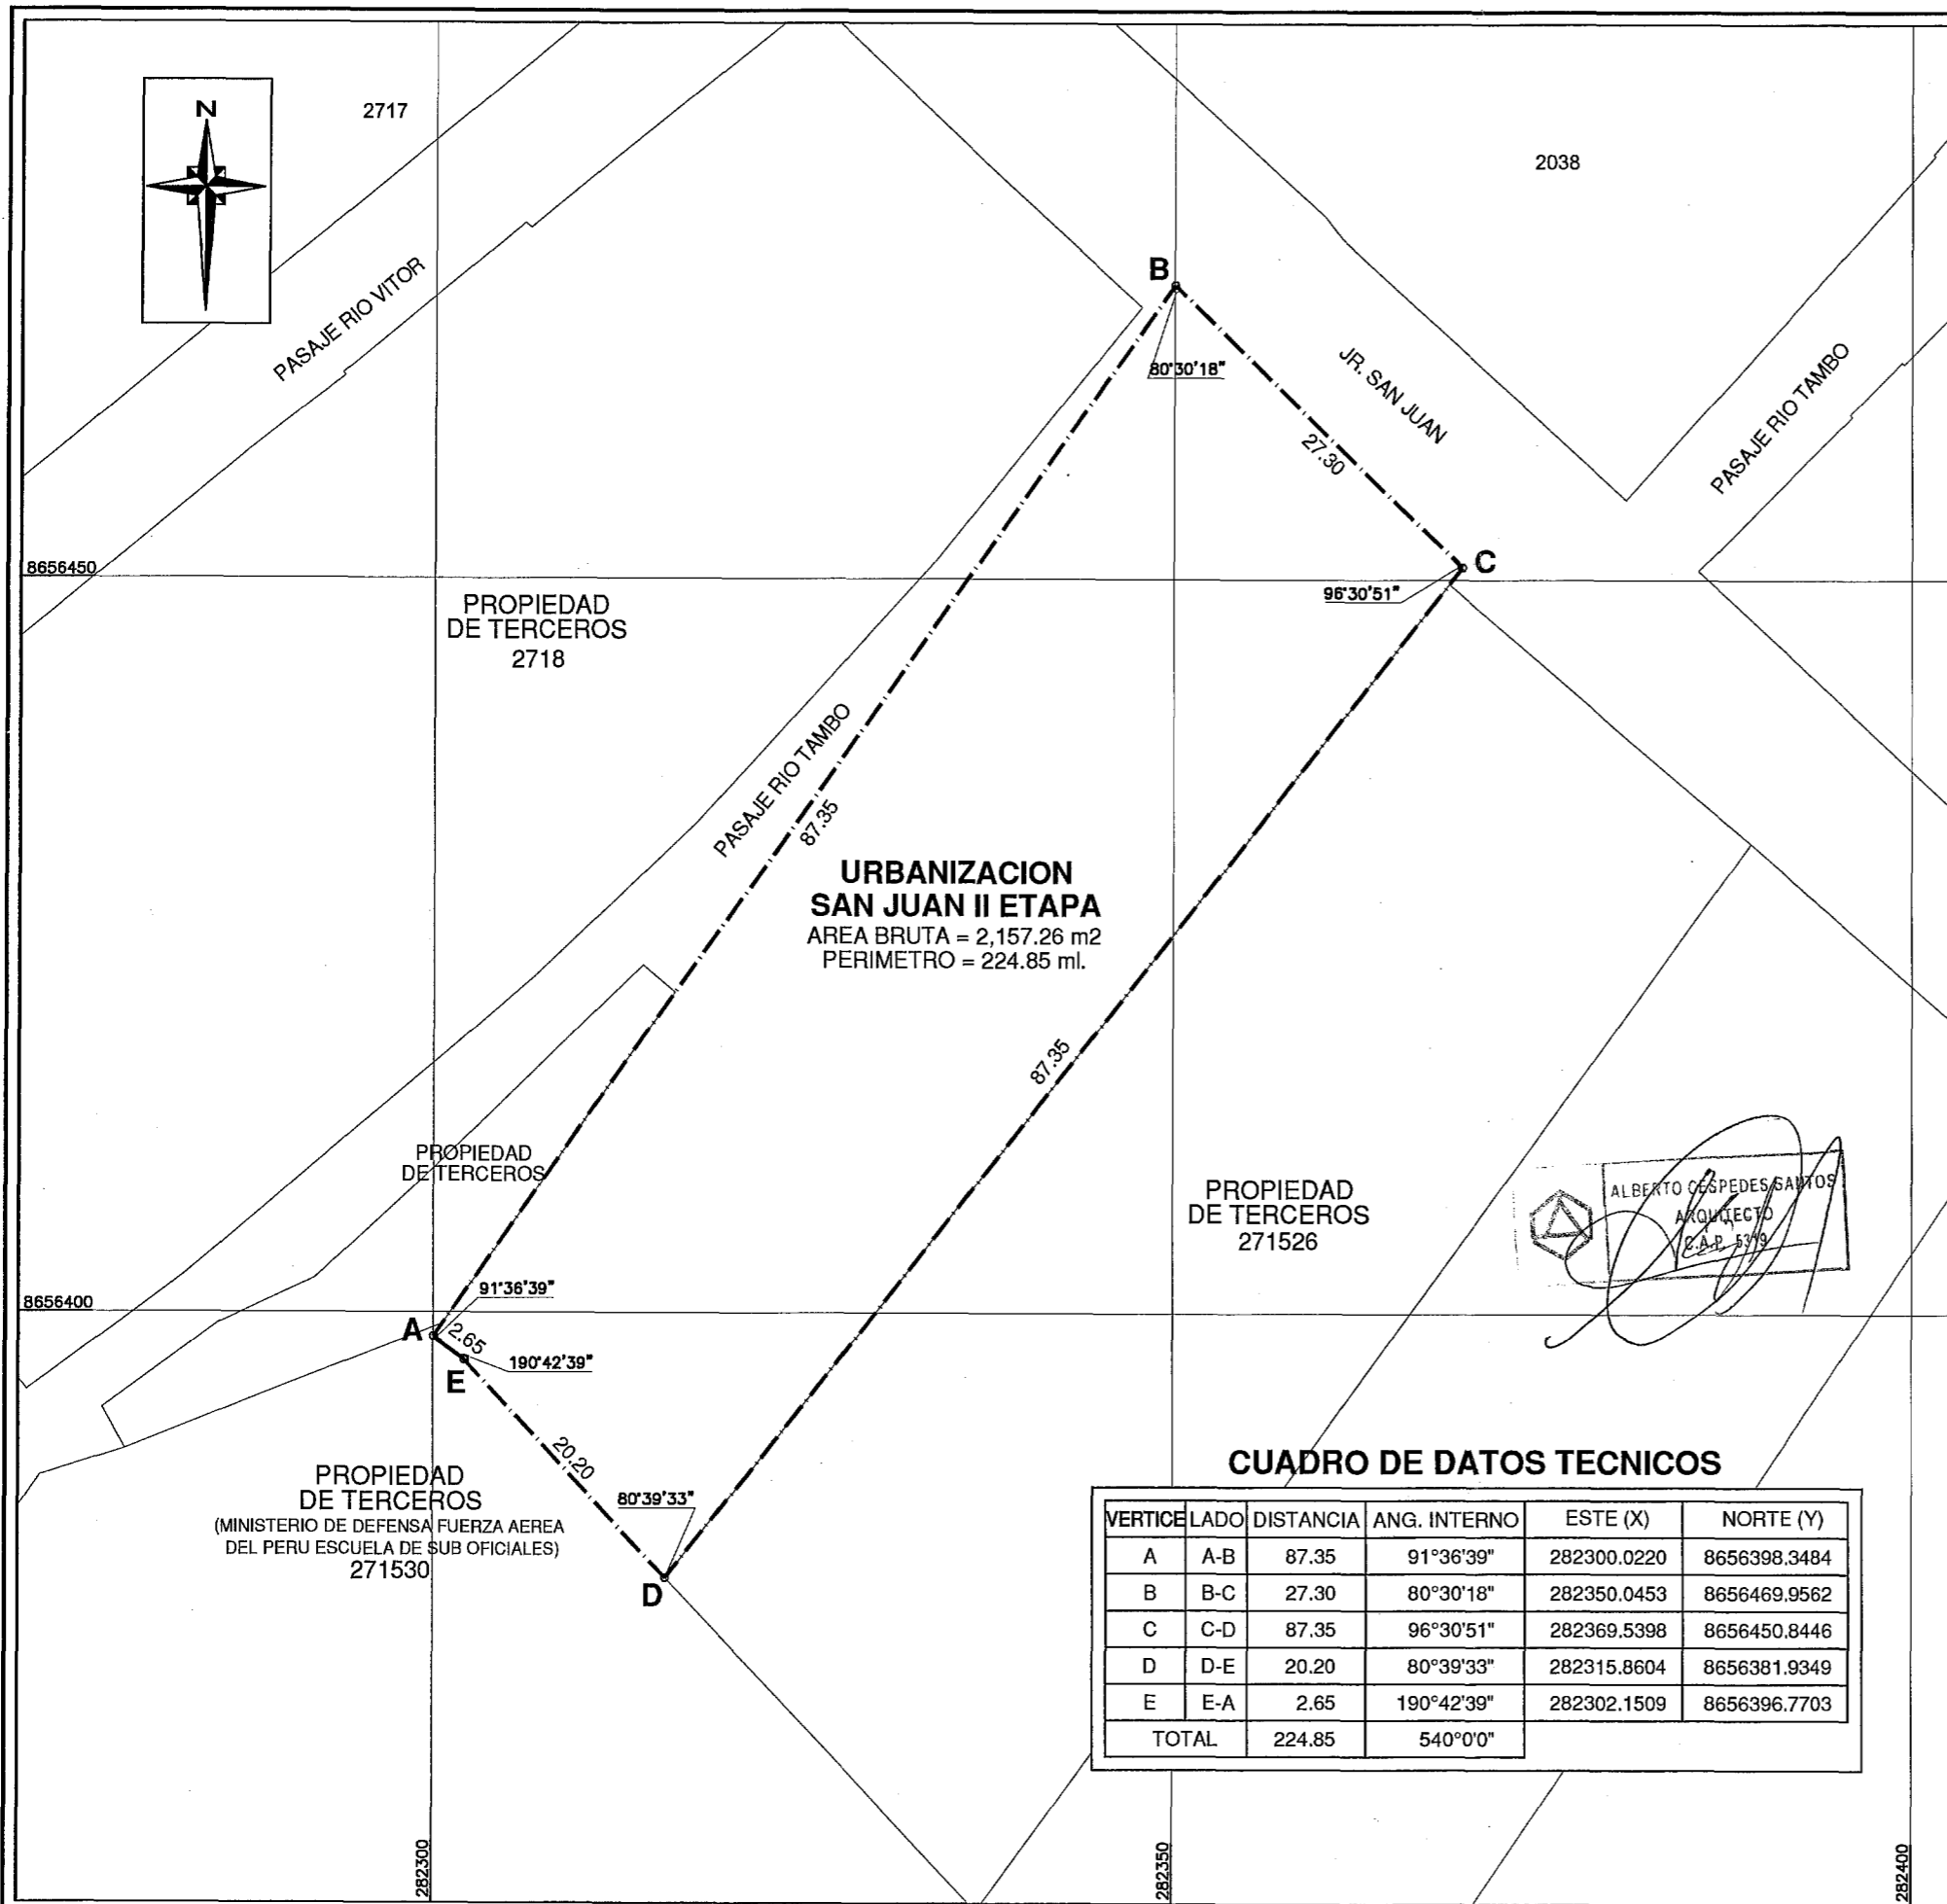 N
2717
2038
PASAJE RIO VITOR
B
80°30'18"
JR. SAN JUAN
27.30
PASAJE RIO TAMBO
C
96°30'51"
8656450
PROPIEDAD
DE TERCEROS
2718
PASAJE RIO TAMBO
87.35
URBANIZACION
SAN JUAN II ETAPA
AREA BRUTA = 2,157.26 m2
PERIMETRO = 224.85 ml.
87.35
PROPIEDAD
DE TERCEROS
PROPIEDAD
DE TERCEROS
271526
ALBERTO CESPEDES SANTOS
ARQUITECTO
C.A.P. 5319
8656400
91°36'39"
A
2.65
190°42'39"
E
20.20
80°39'33"
D
PROPIEDAD
DE TERCEROS
(MINISTERIO DE DEFENSA FUERZA AEREA
DEL PERU ESCUELA DE SUB OFICIALES)
271530
CUADRO DE DATOS TECNICOS
VERTICE LADO DISTANCIA ANG. INTERNO ESTE (X) NORTE (Y)
A A-B 87.35 91°36'39" 282300.0220 8656398.3484
B B-C 27.30 80°30'18" 282350.0453 8656469.9562
C C-D 87.35 96°30'51" 282369.5398 8656450.8446
D D-E 20.20 80°39'33" 282315.8604 8656381.9349
E E-A 2.65 190°42'39" 282302.1509 8656396.7703
TOTAL 224.85 540°0'0"
282300
282350
282400